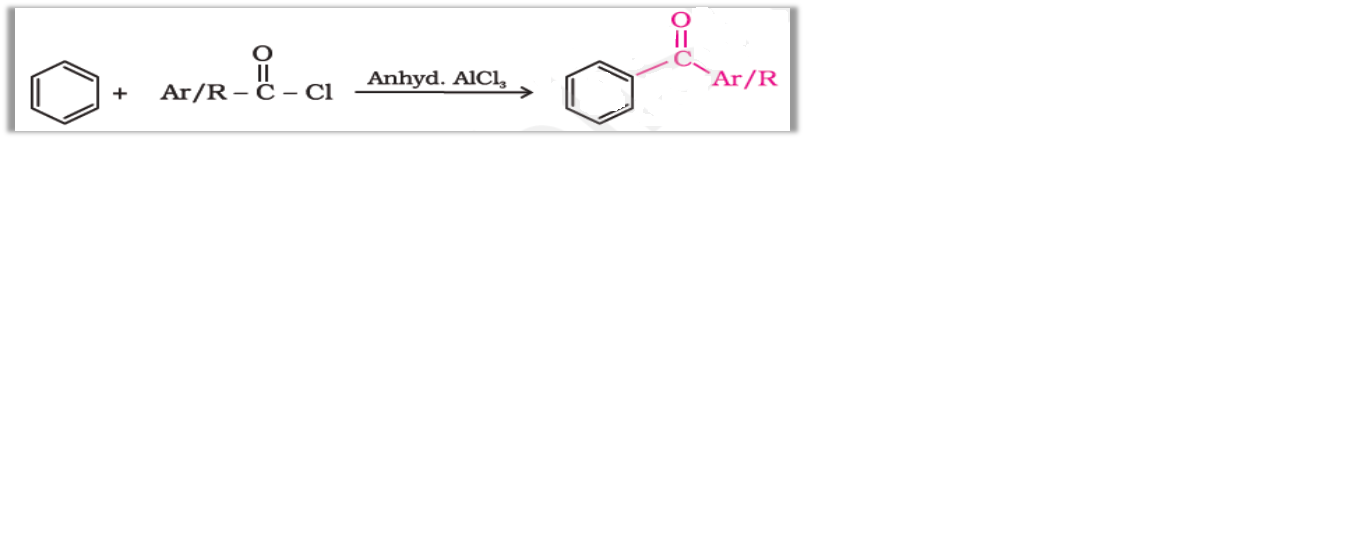 O
O
C
Anhyd. AlCl₃
Ar/R
+ Ar/R – C – Cl